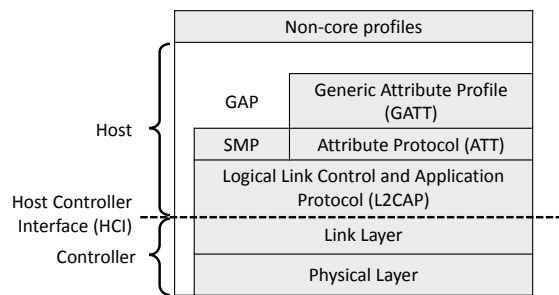 Non-core profiles
GAP
Generic Attribute Profile
(GATT)
Host
SMP
Attribute Protocol (ATT)
Logical Link Control and Application
Protocol (L2CAP)
Host Controller
Interface (HCI)
Link Layer
Controller
Physical Layer